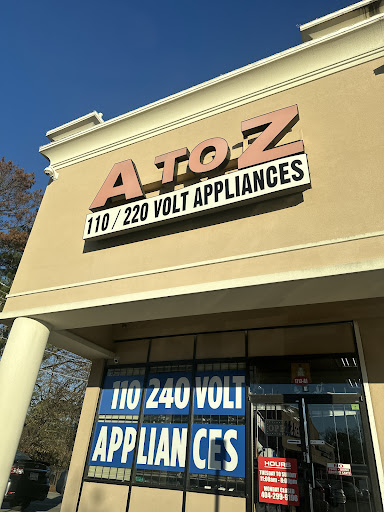 A TO Z
110 / 220 VOLT APPLIANCES
110 240 VOLT
APPLIANCES
HOURS